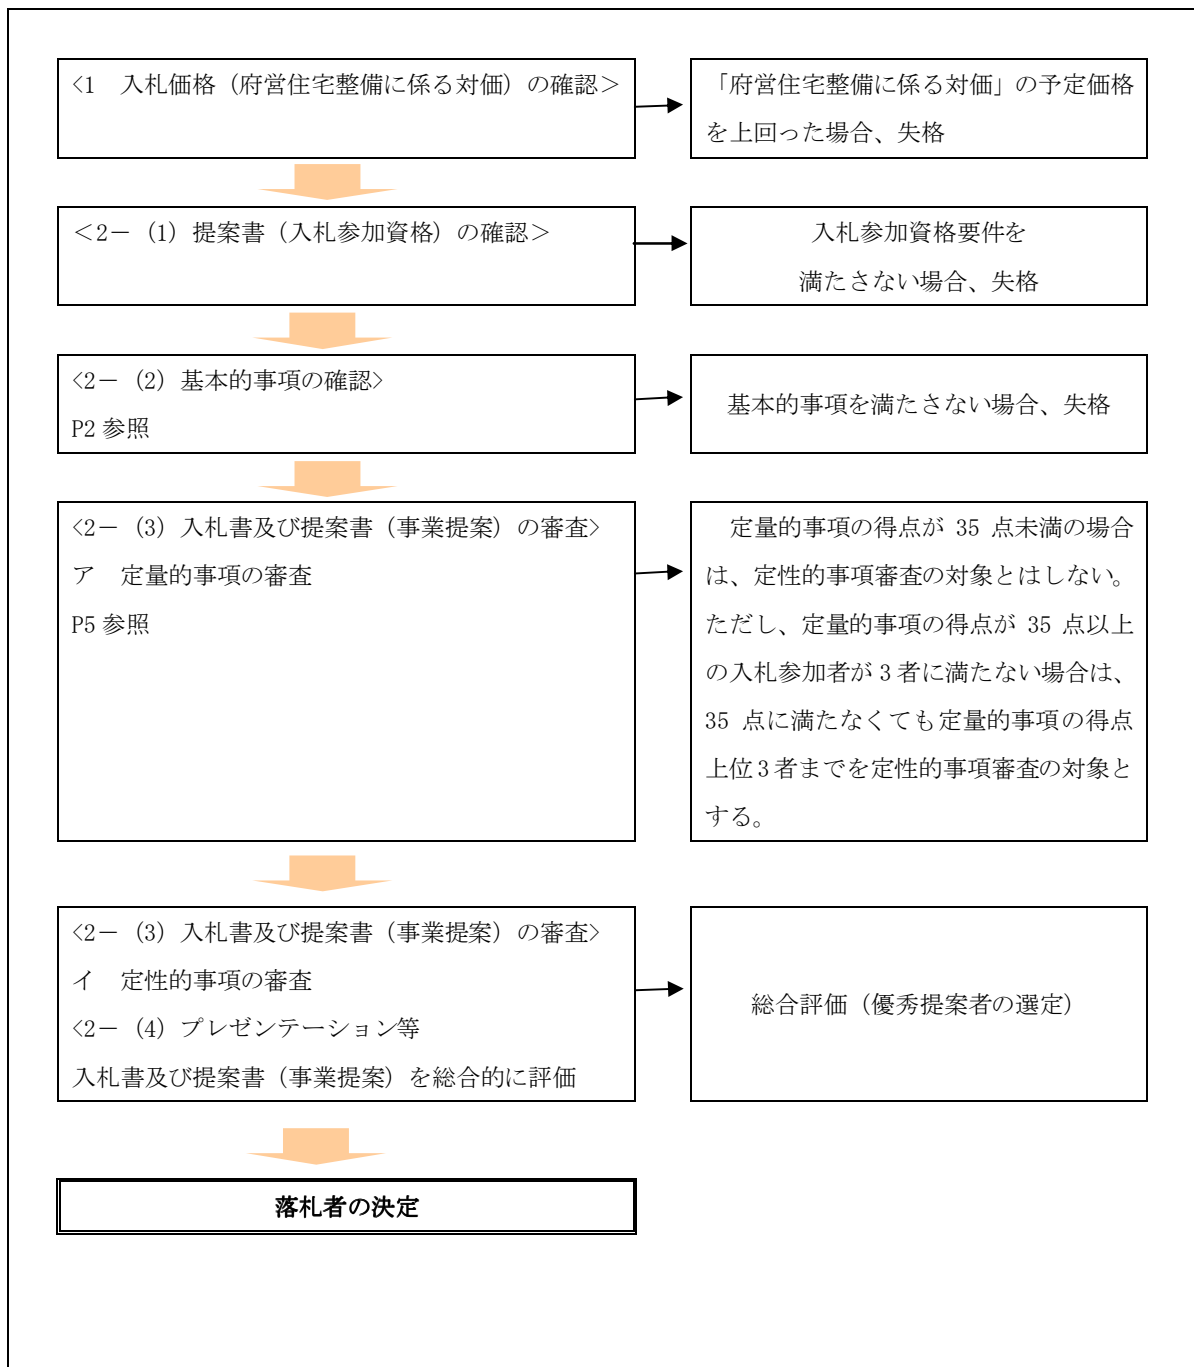 <1　入札価格（府営住宅整備に係る対価）の確認＞
「府営住宅整備に係る対価」の予定価格
を上回った場合、失格
＜2－（1）提案書（入札参加資格）の確認＞
入札参加資格要件を
満たさない場合、失格
<2－（2）基本的事項の確認>
P2 参照
基本的事項を満たさない場合、失格
<2－（3）入札書及び提案書（事業提案）の審査>
ア　定量的事項の審査
P5 参照
定量的事項の得点が 35 点未満の場合
は、定性的事項審査の対象とはしない。
ただし、定量的事項の得点が 35 点以上
の入札参加者が 3 者に満たない場合は、
35 点に満たなくても定量的事項の得点
上位 3 者までを定性的事項審査の対象と
する。
<2－（3）入札書及び提案書（事業提案）の審査>
イ　定性的事項の審査
<2－（4）プレゼンテーション等
入札書及び提案書（事業提案）を総合的に評価
総合評価（優秀提案者の選定）
落札者の決定